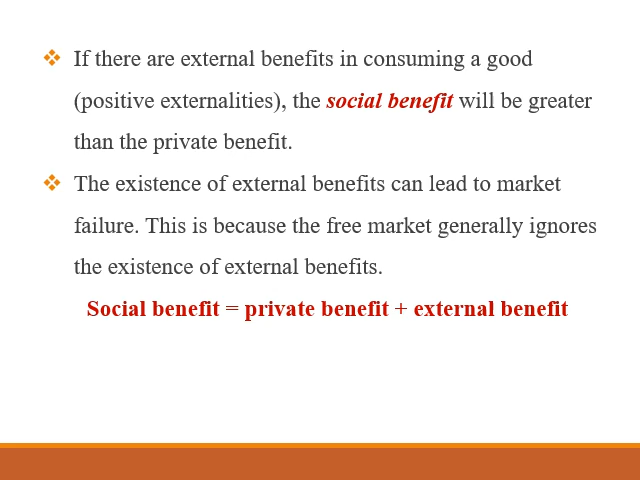 If there are external benefits in consuming a good
(positive externalities), the social benefit will be greater
than the private benefit.
The existence of external benefits can lead to market
failure. This is because the free market generally ignores
the existence of external benefits.
Social benefit = private benefit + external benefit